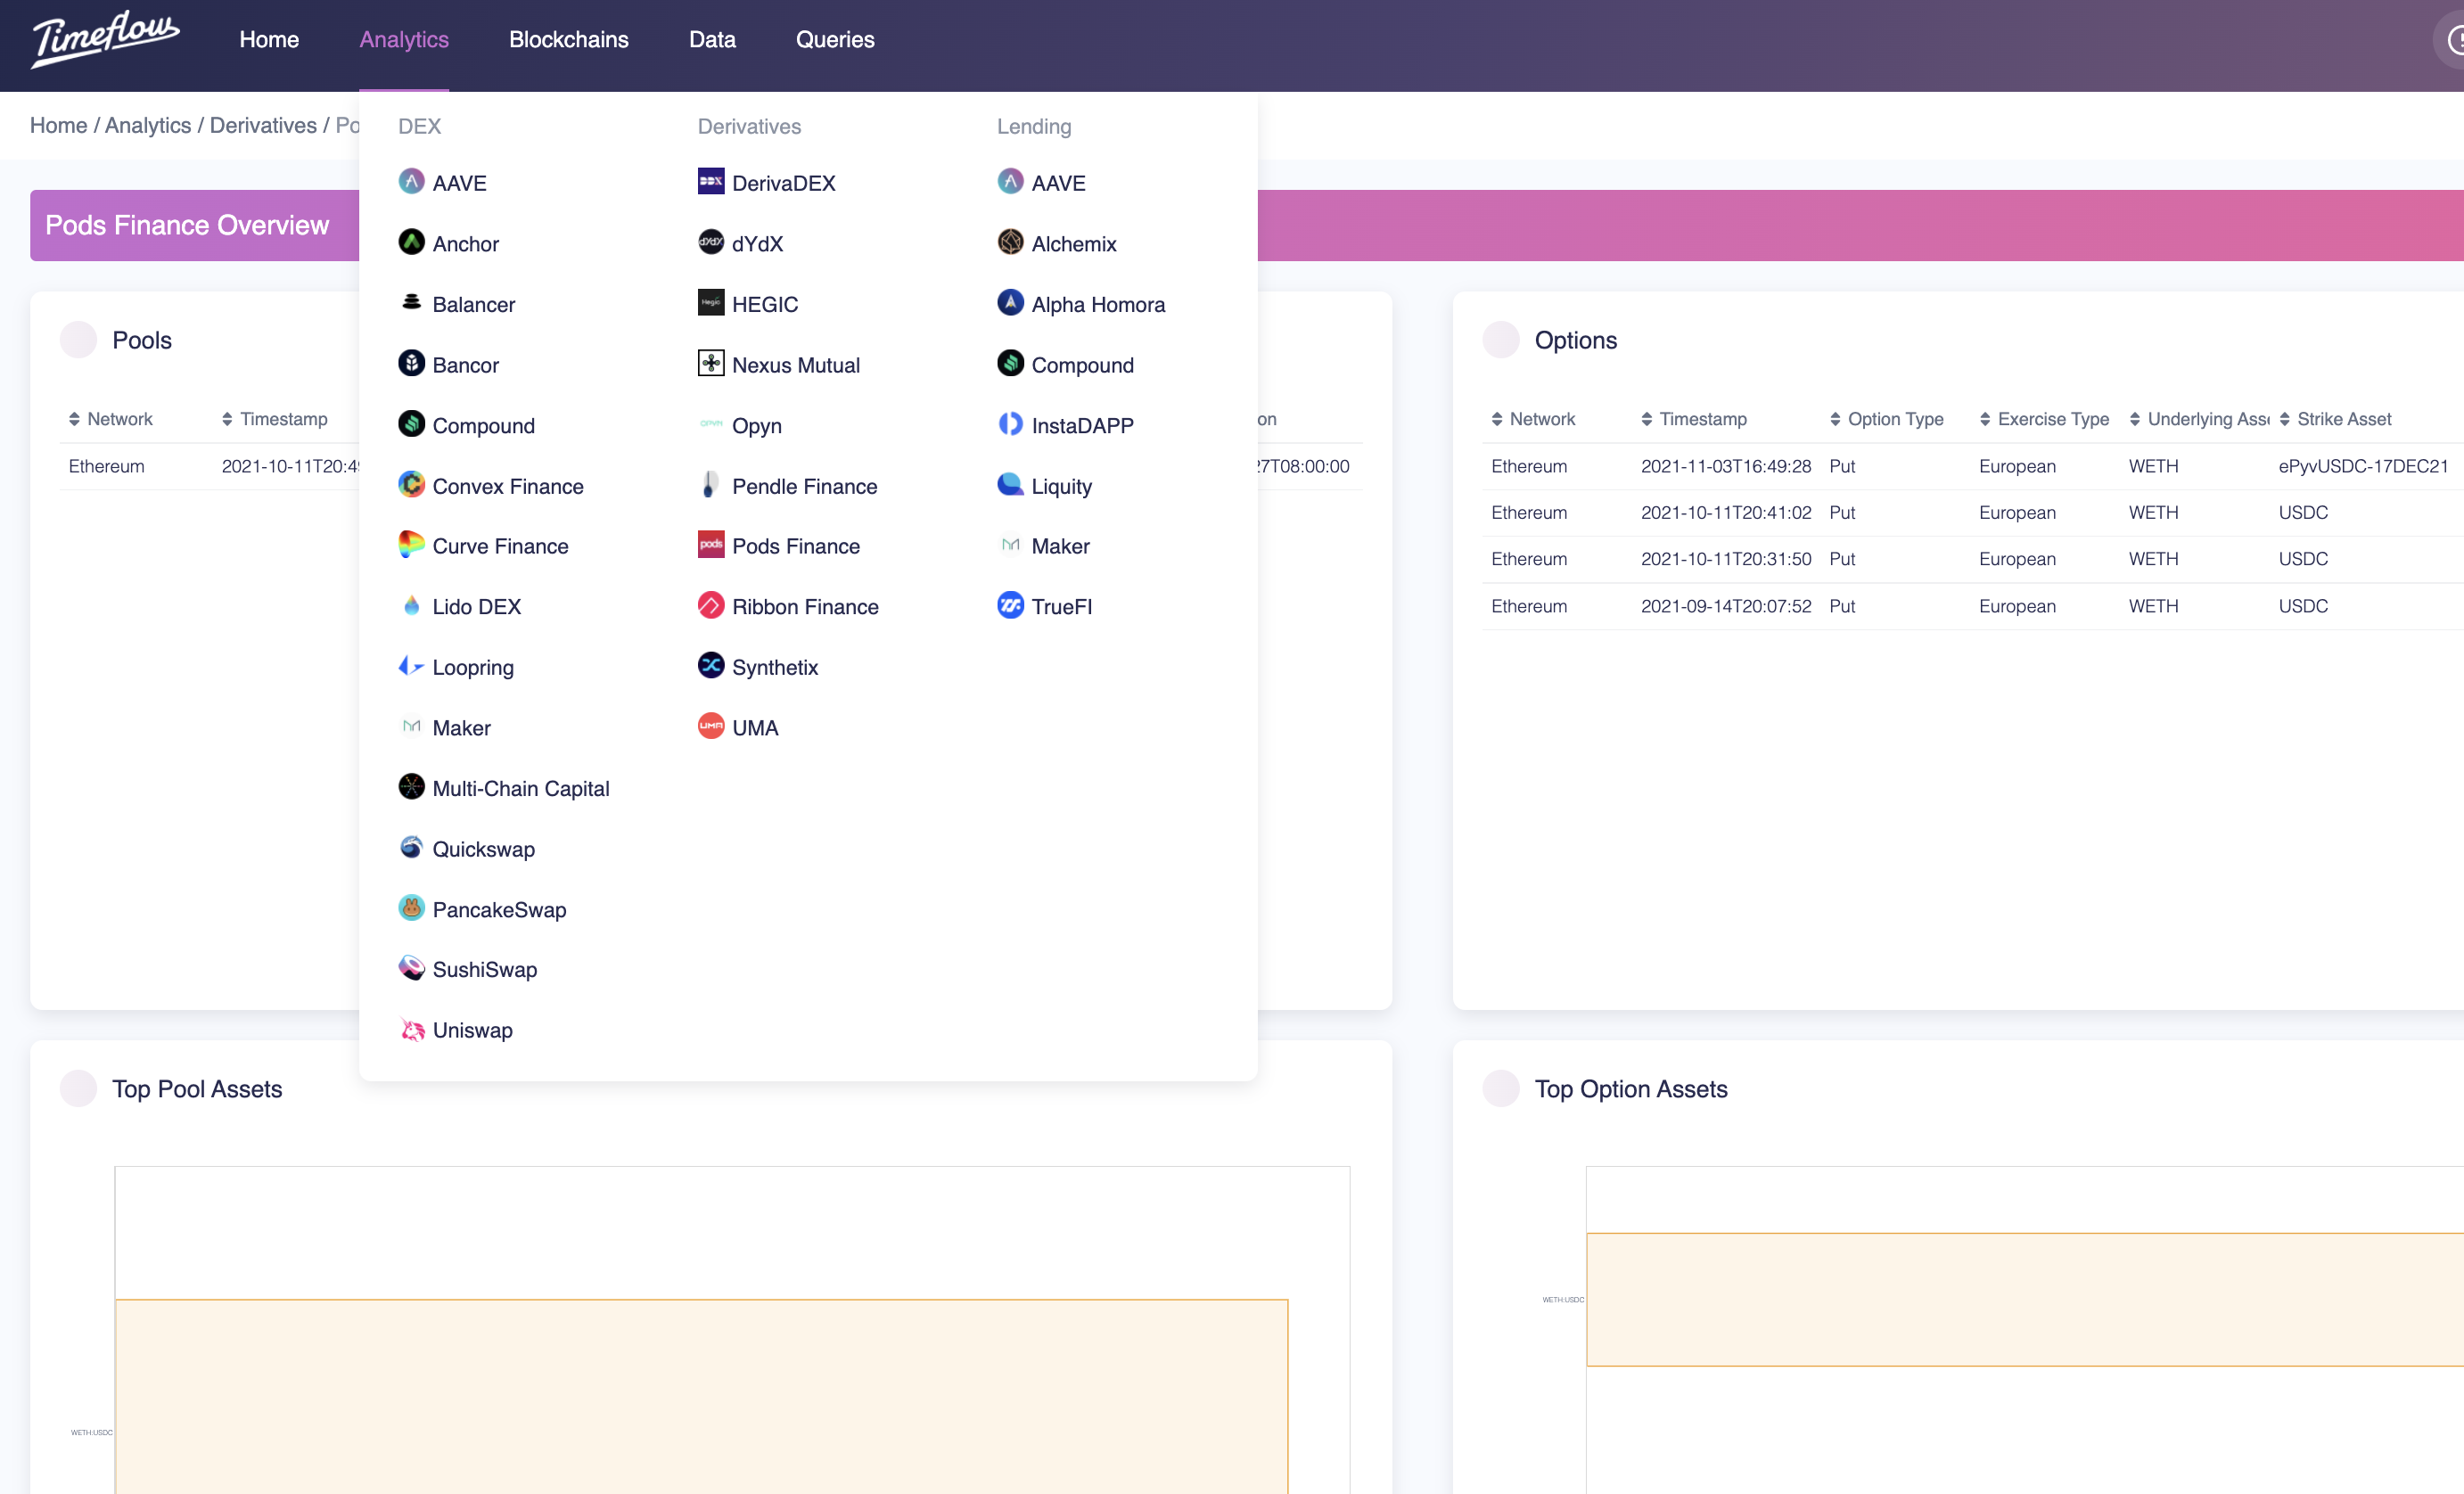 Timeflow Home Analytics Blockchains Data Queries
Home / Analytics / Derivatives / Po
Pods Finance Overview
DEX
AAVE
Anchor
Balancer
Bancor
Compound
Convex Finance
Curve Finance
Lido DEX
Loopring
Maker
Multi-Chain Capital
Quickswap
PancakeSwap
SushiSwap
Uniswap
Derivatives
DerivaDEX
dYdX
HEGIC
Nexus Mutual
Opyn
Pendle Finance
pods Pods Finance
Ribbon Finance
Synthetix
UMA UMA
Lending
AAVE
Alchemix
Alpha Homora
Compound
InstaDAPP
Liquity
Maker
TrueFI
Pools
Network Timestamp on
Ethereum 2021-10-11T20:4 27T08:00:00
Options
Network Timestamp Option Type Exercise Type Underlying Ass Strike Asset
Ethereum 2021-11-03T16:49:28 Put European WETH ePyvUSDC-17DEC21
Ethereum 2021-10-11T20:41:02 Put European WETH USDC
Ethereum 2021-10-11T20:31:50 Put European WETH USDC
Ethereum 2021-09-14T20:07:52 Put European WETH USDC
Top Pool Assets
WETH:USDC
Top Option Assets
WETH:USDC